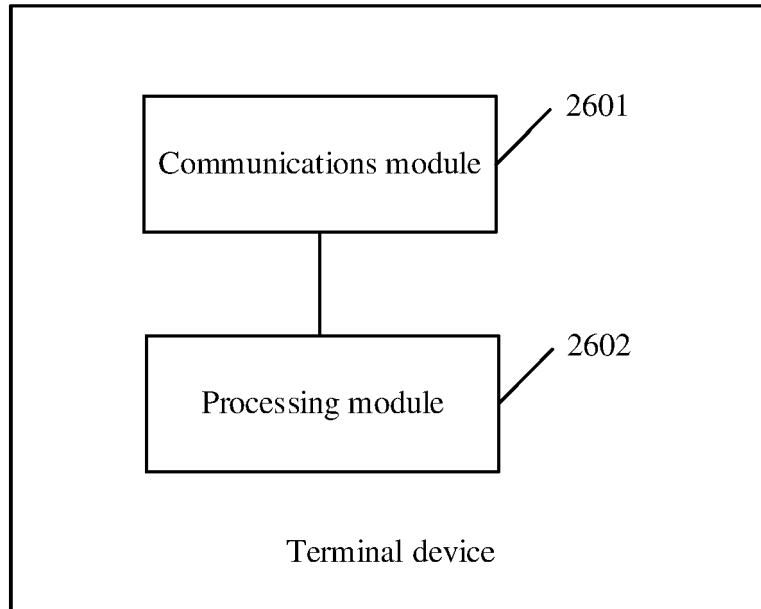 2601
Communications module
2602
Processing module
Terminal device